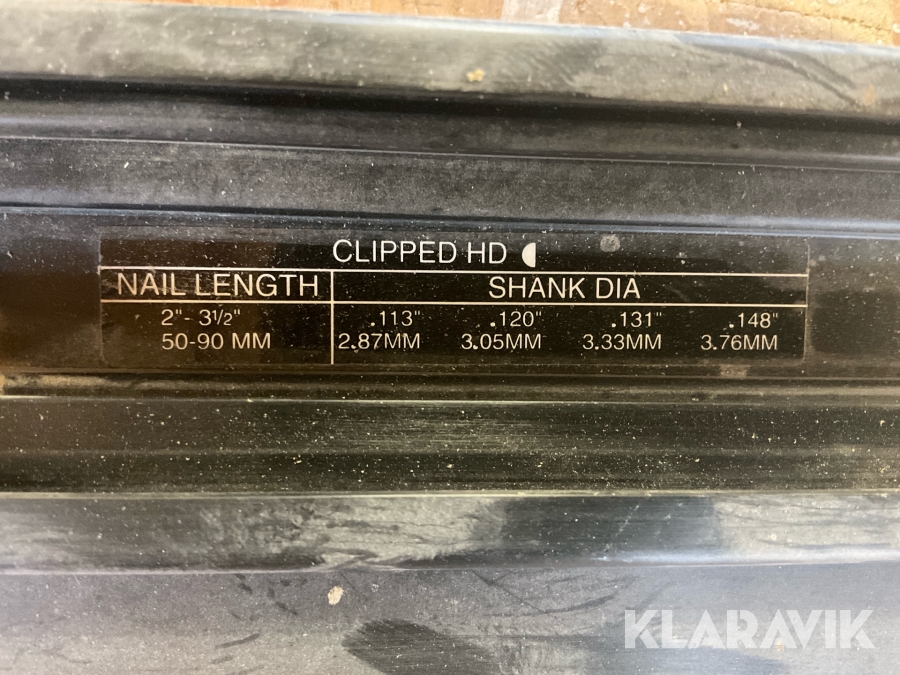 CLIPPED HD
NAIL LENGTH SHANK DIA
2"- 3½" .113" .120" .131" .148"
50-90 MM 2.87MM 3.05MM 3.33MM 3.76MM
KLARAVIK